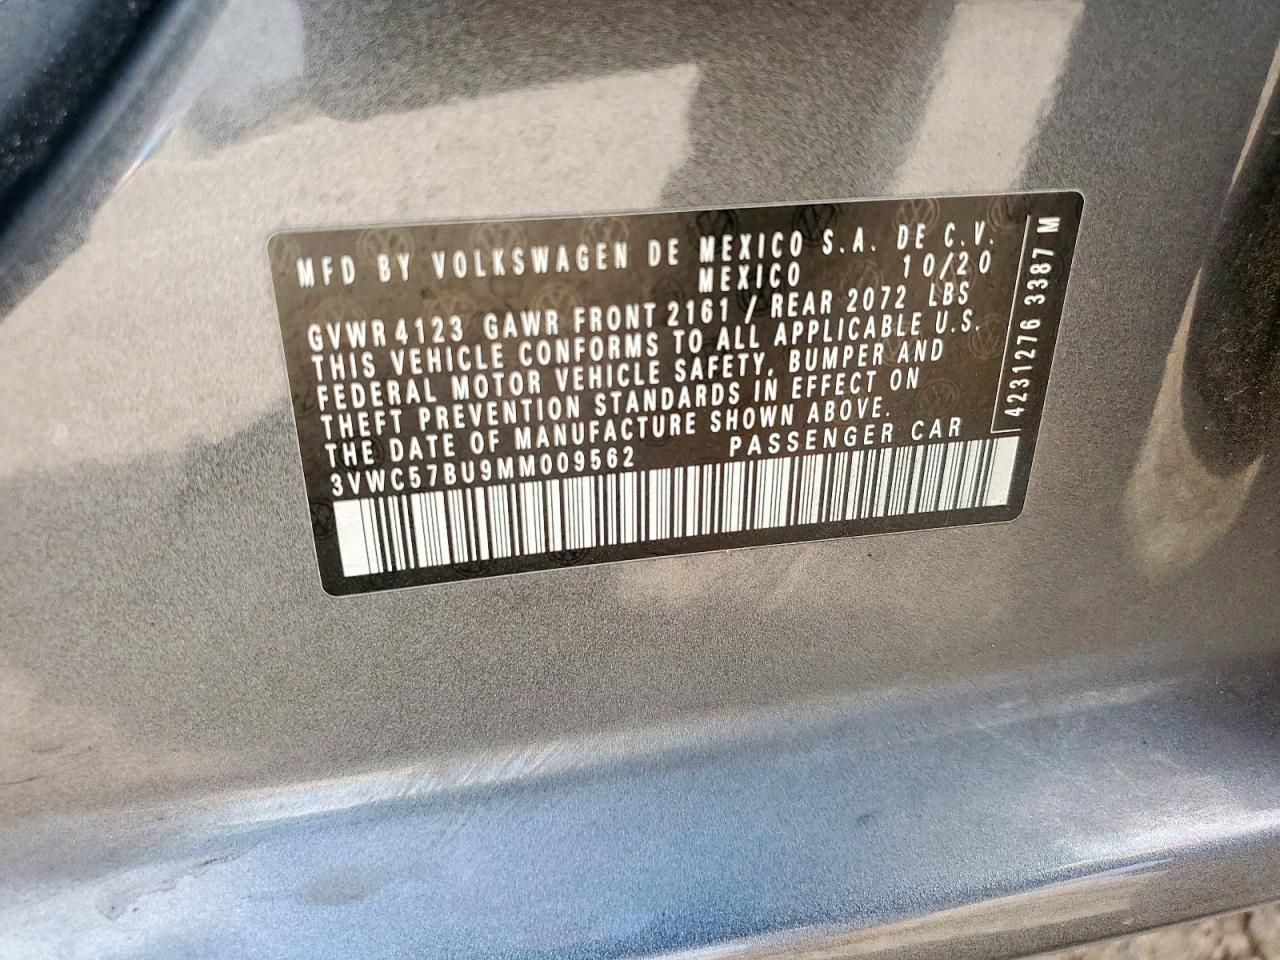 MFD BY VOLKSWAGEN DE MEXICO S.A. DE C.V.
MEXICO 10/20
GVWR 4123 GAWR FRONT 2161 / REAR 2072 LBS
THIS VEHICLE CONFORMS TO ALL APPLICABLE U.S.
FEDERAL MOTOR VEHICLE SAFETY, BUMPER AND
THEFT PREVENTION STANDARDS IN EFFECT ON
THE DATE OF MANUFACTURE SHOWN ABOVE.
3VWC57BU9MM009562 PASSENGER CAR
4231276 3387 M